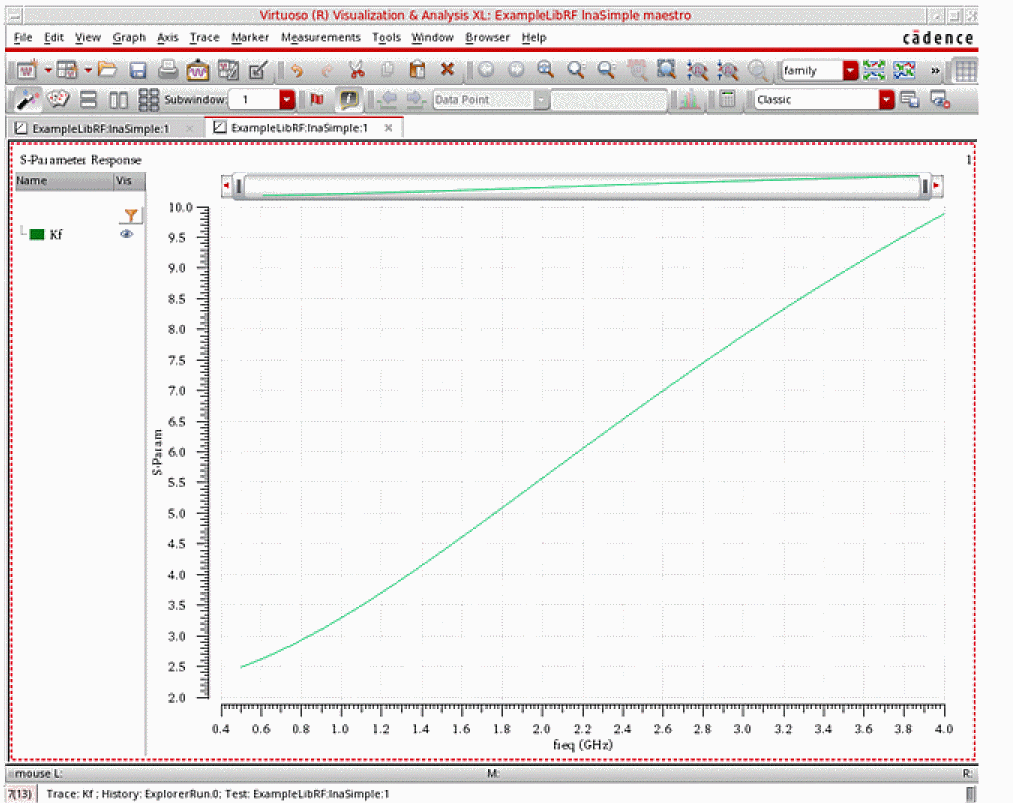 Virtuoso (R) Visualization & Analysis XL: ExampleLibRF lnaSimple maestro
File Edit View Graph Axis Trace Marker Measurements Tools Window Browser Help
cādence
family
Subwindow: 1
Data Point
Classic
ExampleLibRF:lnaSimple:1
ExampleLibRF:lnaSimple:1
S-Parameter Response
1
Name Vis
Kf
10.0
9.5
9.0
8.5
8.0
7.5
7.0
6.5
6.0
5.5
5.0
4.5
4.0
3.5
3.0
2.5
2.0
S-Param
0.4 0.6 0.8 1.0 1.2 1.4 1.6 1.8 2.0 2.2 2.4 2.6 2.8 3.0 3.2 3.4 3.6 3.8 4.0
freq (GHz)
mouse L: M: R:
7(13) Trace: Kf ; History: ExplorerRun.0; Test: ExampleLibRF:lnaSimple:1